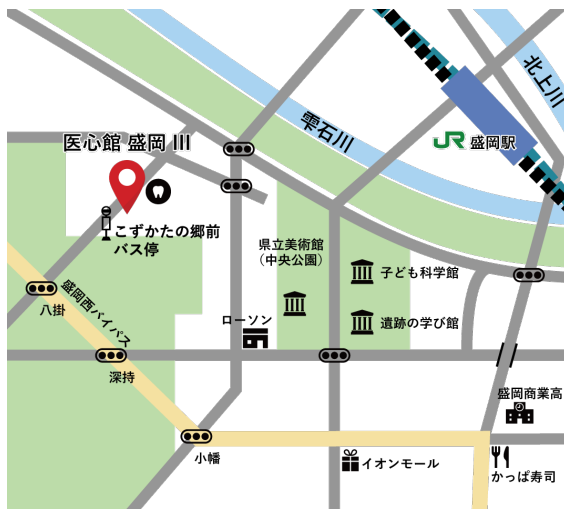 北上川
雫石川
JR 盛岡駅
医心館 盛岡 III
こずかたの郷前
バス停
県立美術館
(中央公園)
子ども科学館
盛岡西バイパス
八掛
ローソン
遺跡の学び館
深持
盛岡商業高
小幡
イオンモール
かっぱ寿司